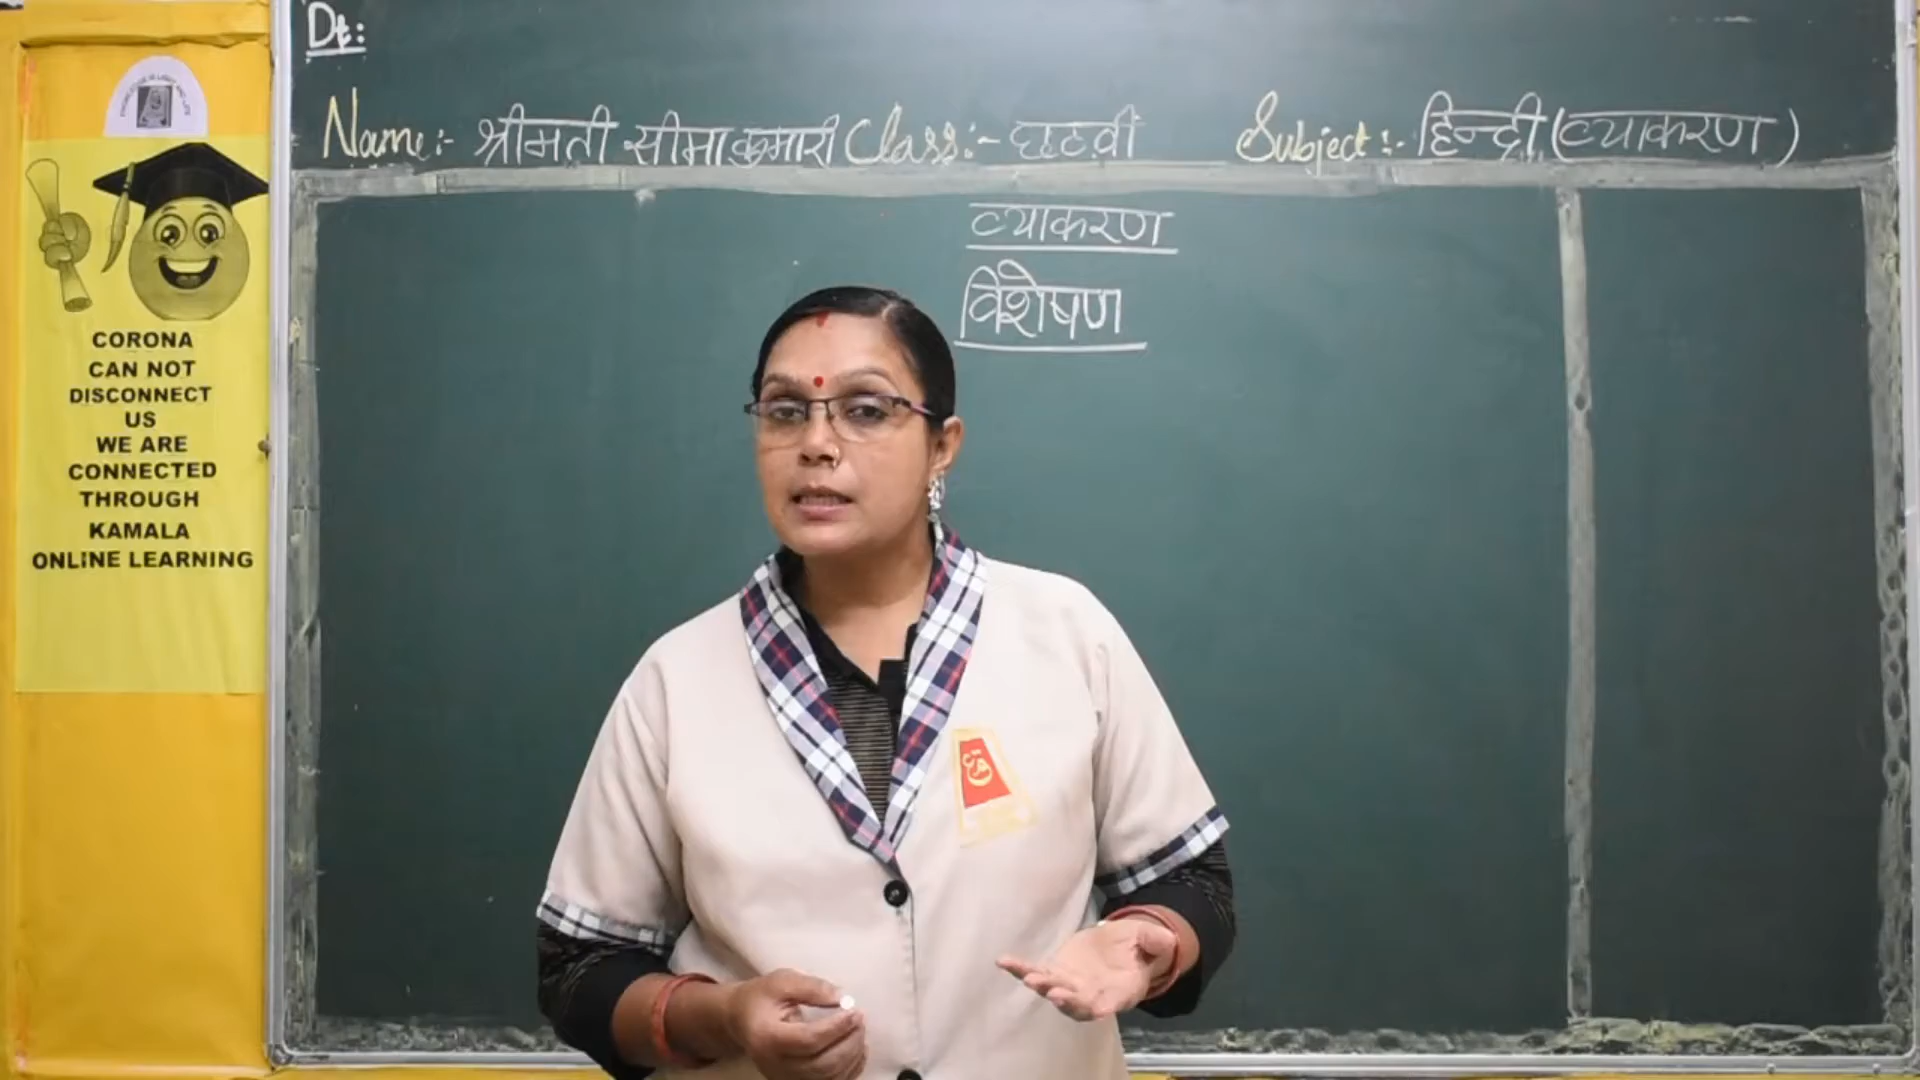 Dt:
Name:- श्रीमती सीमा कुमारी Class:- छठवीं Subject:- हिन्दी (व्याकरण)
व्याकरण
विशेषण
CORONA
CAN NOT
DISCONNECT
US
WE ARE
CONNECTED
THROUGH
KAMALA
ONLINE LEARNING